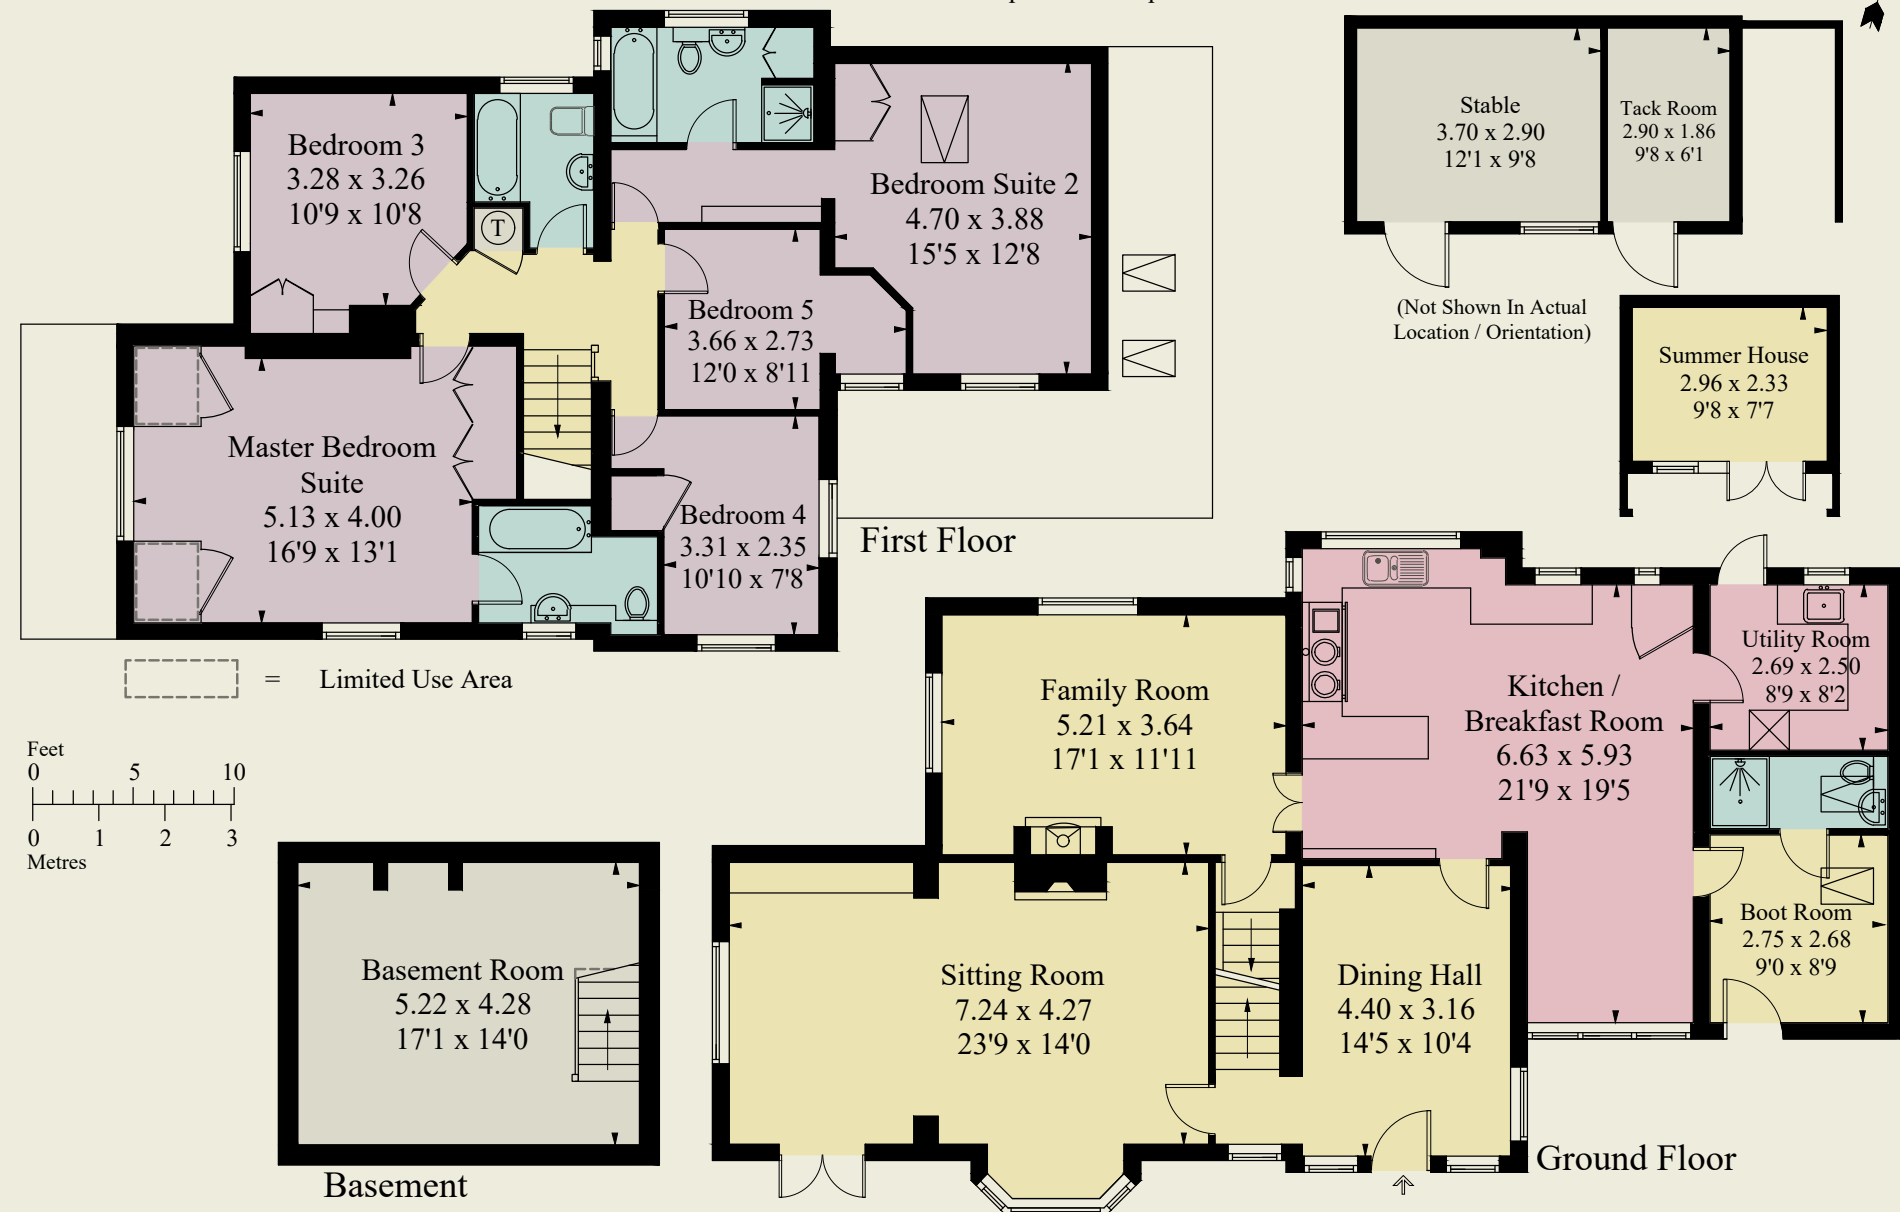 Bedroom 3
3.28 x 3.26
10'9 x 10'8
T
Bedroom Suite 2
4.70 x 3.88
15'5 x 12'8
Bedroom 5
3.66 x 2.73
12'0 x 8'11
Master Bedroom
Suite
5.13 x 4.00
16'9 x 13'1
Bedroom 4
3.31 x 2.35
10'10 x 7'8
First Floor
Stable
3.70 x 2.90
12'1 x 9'8
Tack Room
2.90 x 1.86
9'8 x 6'1
(Not Shown In Actual
Location / Orientation)
Summer House
2.96 x 2.33
9'8 x 7'7
= Limited Use Area
Feet
0 5 10
0 1 2 3
Metres
Family Room
5.21 x 3.64
17'1 x 11'11
Kitchen /
Breakfast Room
6.63 x 5.93
21'9 x 19'5
Utility Room
2.69 x 2.50
8'9 x 8'2
Boot Room
2.75 x 2.68
9'0 x 8'9
Basement Room
5.22 x 4.28
17'1 x 14'0
Basement
Sitting Room
7.24 x 4.27
23'9 x 14'0
Dining Hall
4.40 x 3.16
14'5 x 10'4
Ground Floor